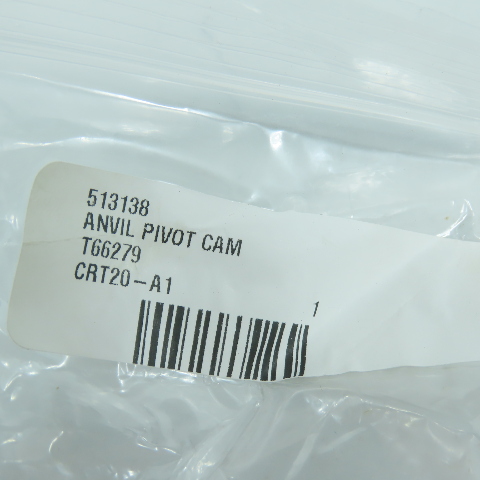 513138
ANVIL PIVOT CAM
T66279
CRT20-A1
1